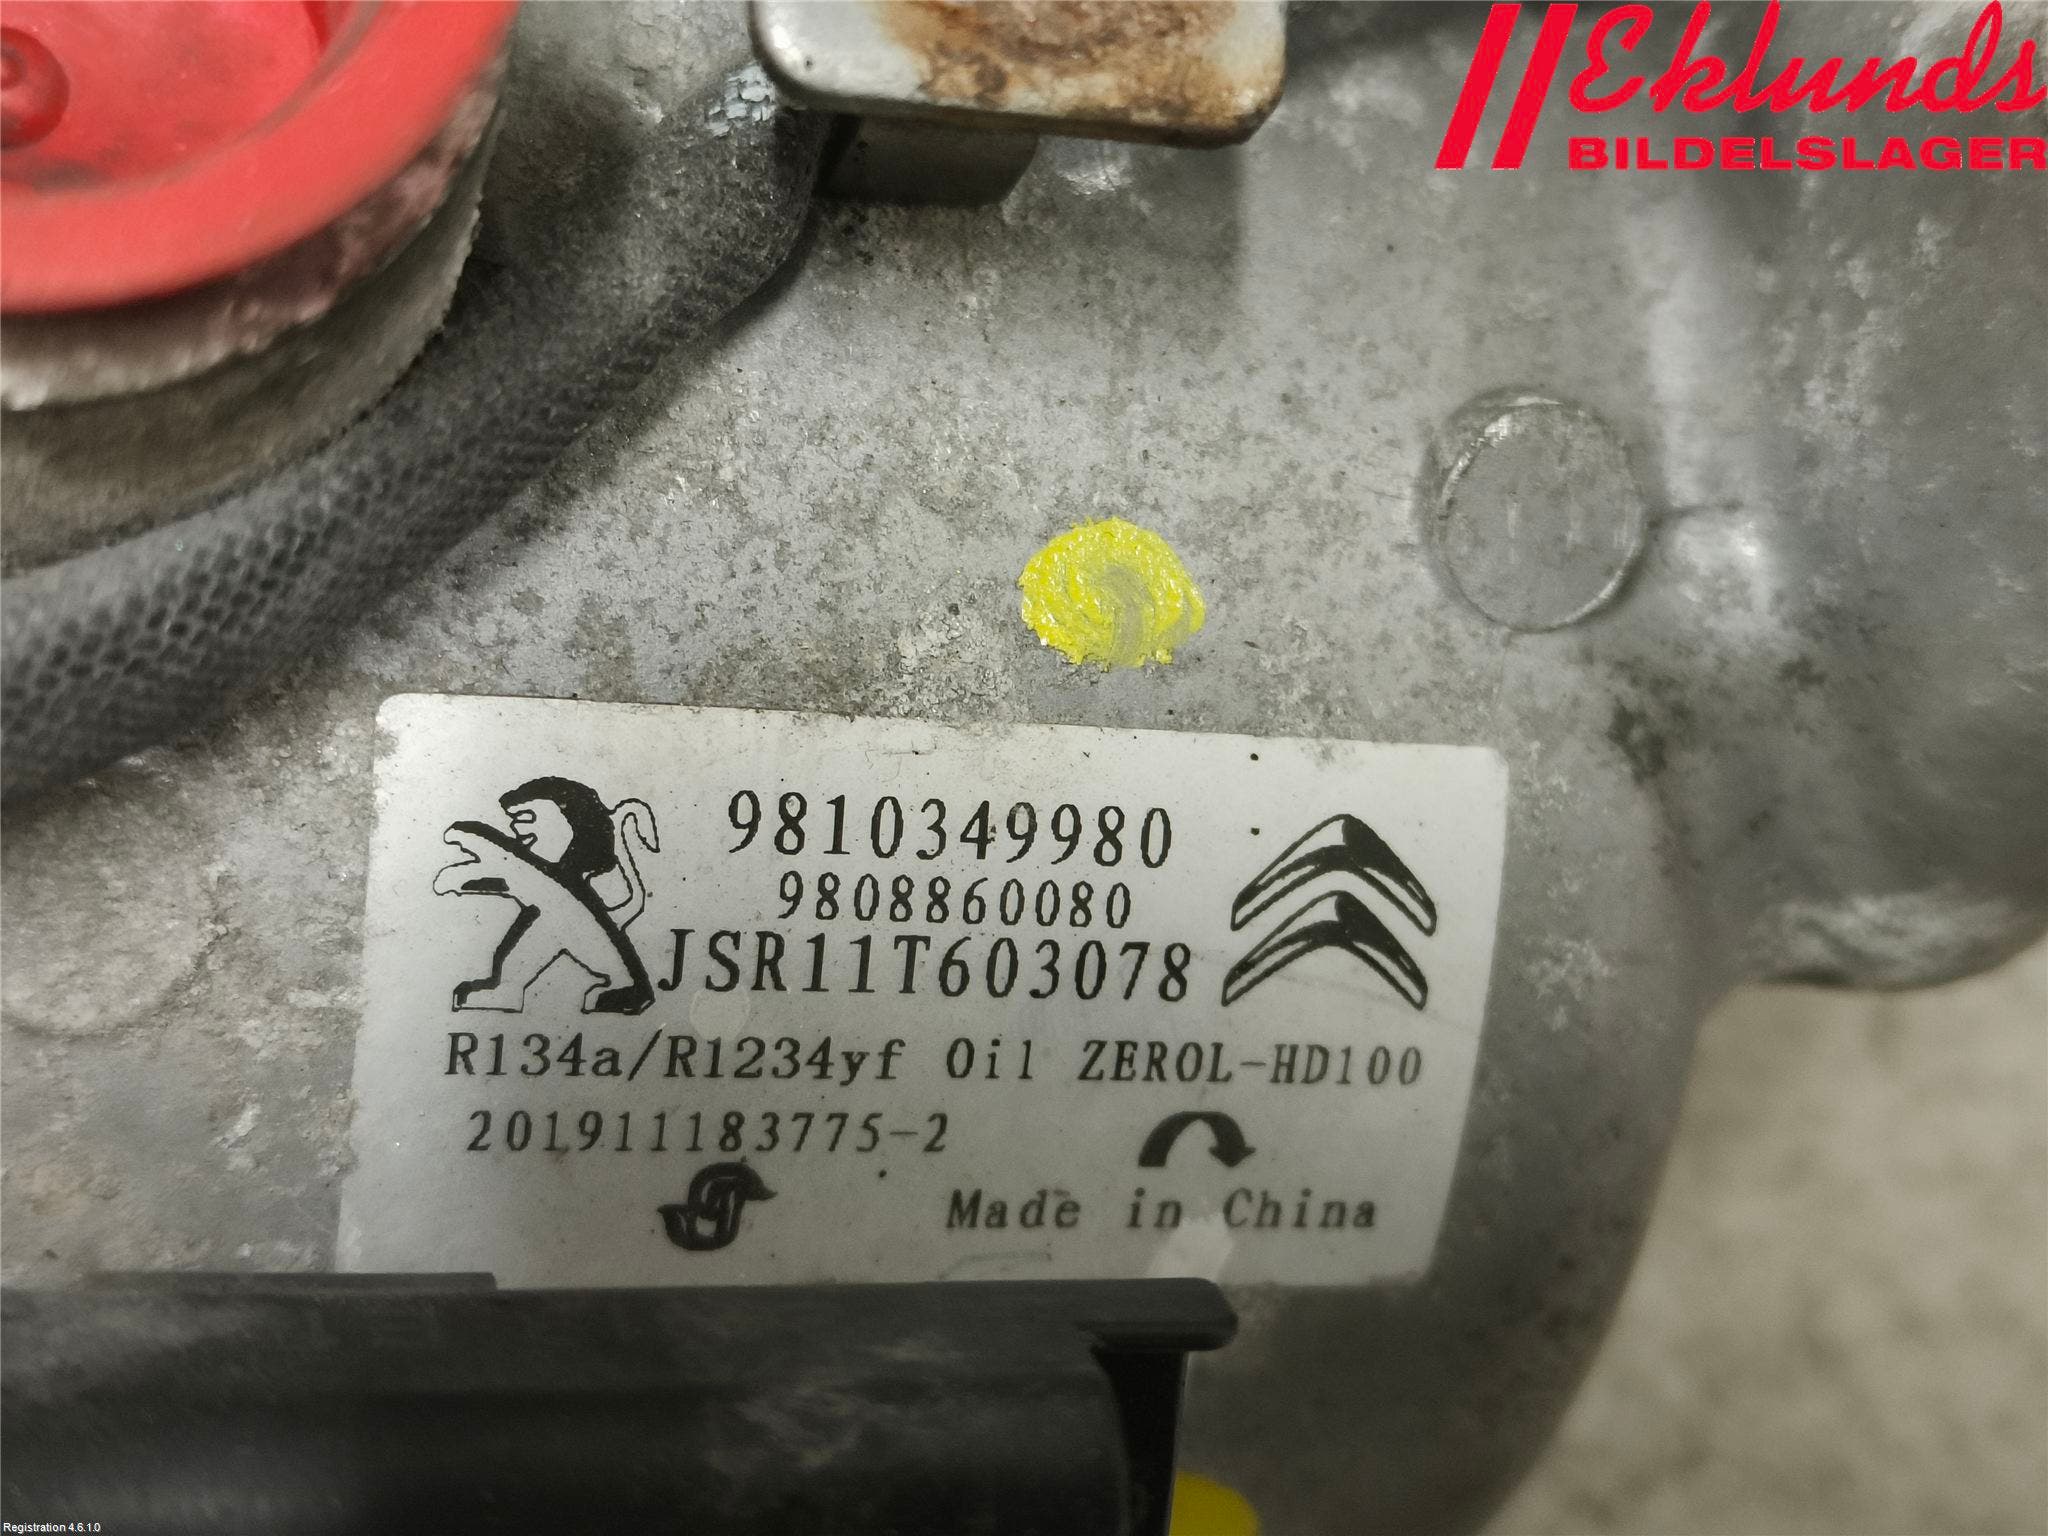 Eklunds
BILDELSLAGER
9810349980
9808860080
JSR11T603078
R134a/R1234yf Oil ZEROL-HD100
201911183775-2
Made in China
Registration 4.6.1.0